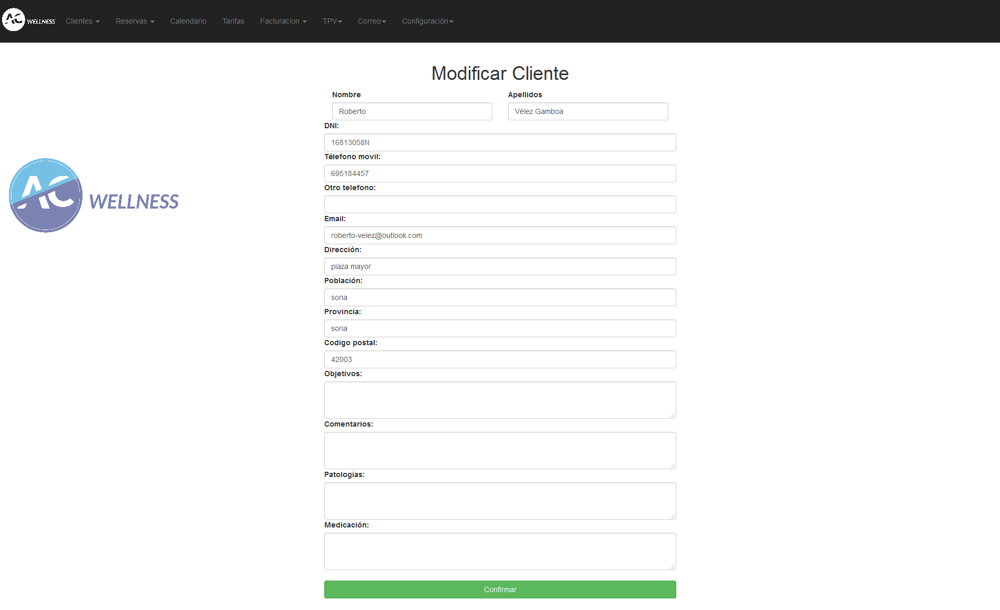 AC WELLNESS Clientes Reservas Calendario Tarifas Facturacion TPV Correo Configuración
Modificar Cliente
Nombre Apellidos
Roberto Vélez Gamboa
DNI:
16813058N
Télefono movil:
695184457
Otro telefono:
Email:
roberto-velez@outlook.com
Dirección:
plaza mayor
AC WELLNESS
Población:
soria
Provincia:
soria
Codigo postal:
42003
Objetivos:
Comentarios:
Patologias:
Medicación:
Confirmar